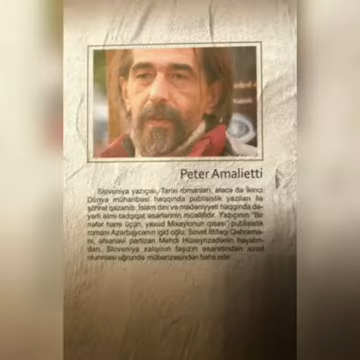 Peter Amalietti
Sloveniya yazıçısı. Tarixi romanları, eləcə də İkinci
Dünya müharibəsi haqqında publisistik yazıları ilə
şöhrət qazanıb. İslam dini və mədəniyyəti haqqında də-
yərli elmi-tədqiqat əsərlərinin müəllifidir. Yazıçının "Bir
nəfər hamı üçün, yaxud Mixaylonun qisası" publisistik
romanı Azərbaycanın igid oğlu, Sovet İttifaqı Qəhrəma-
nı, əfsanəvi partizan Mehdi Hüseynzadənin həyatın-
dan, Sloveniya xalqının faşizm əsarətindən azad
olunması uğrunda mübarizəsindən bəhs edir.